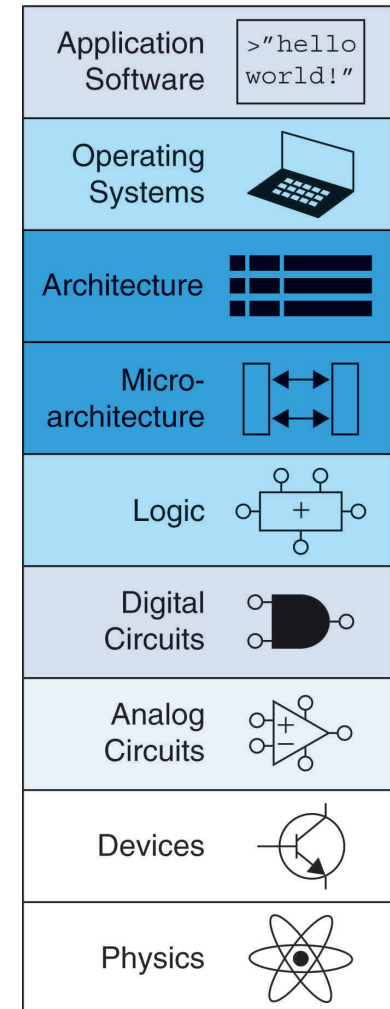 Application
Software
>"hello
world!"
Operating
Systems
Architecture
Micro-
architecture
Logic
+
Digital
Circuits
Analog
Circuits
+
−
Devices
Physics